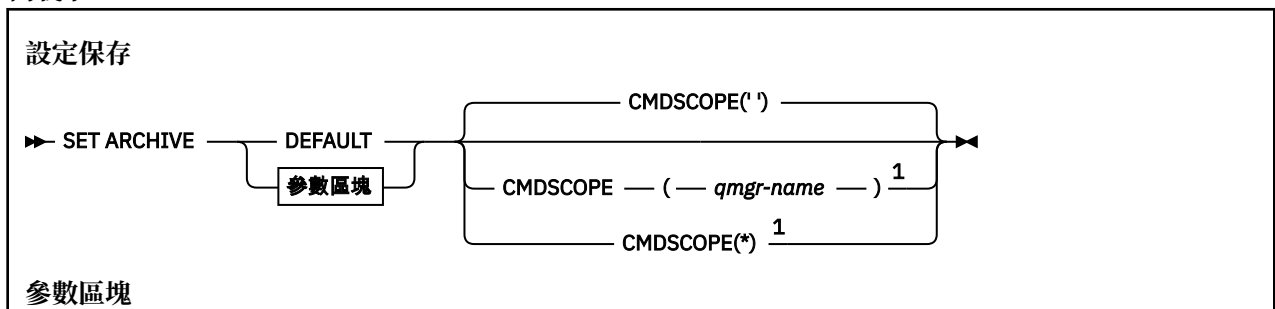 設定保存
CMDSCOPE(' ')
SET ARCHIVE DEFAULT
參數區塊
CMDSCOPE ( qmgr-name ) 1
CMDSCOPE(*) 1
參數區塊